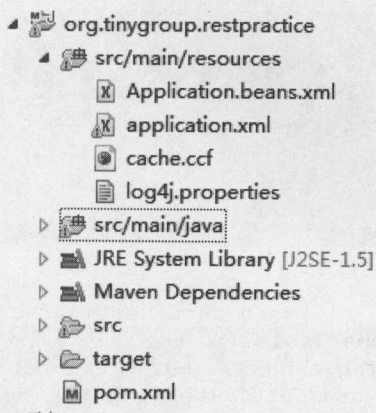 org.tinygroup.restpractice
src/main/resources
Application.beans.xml
application.xml
cache.ccf
log4j.properties
src/main/java
JRE System Library [J2SE-1.5]
Maven Dependencies
src
target
pom.xml